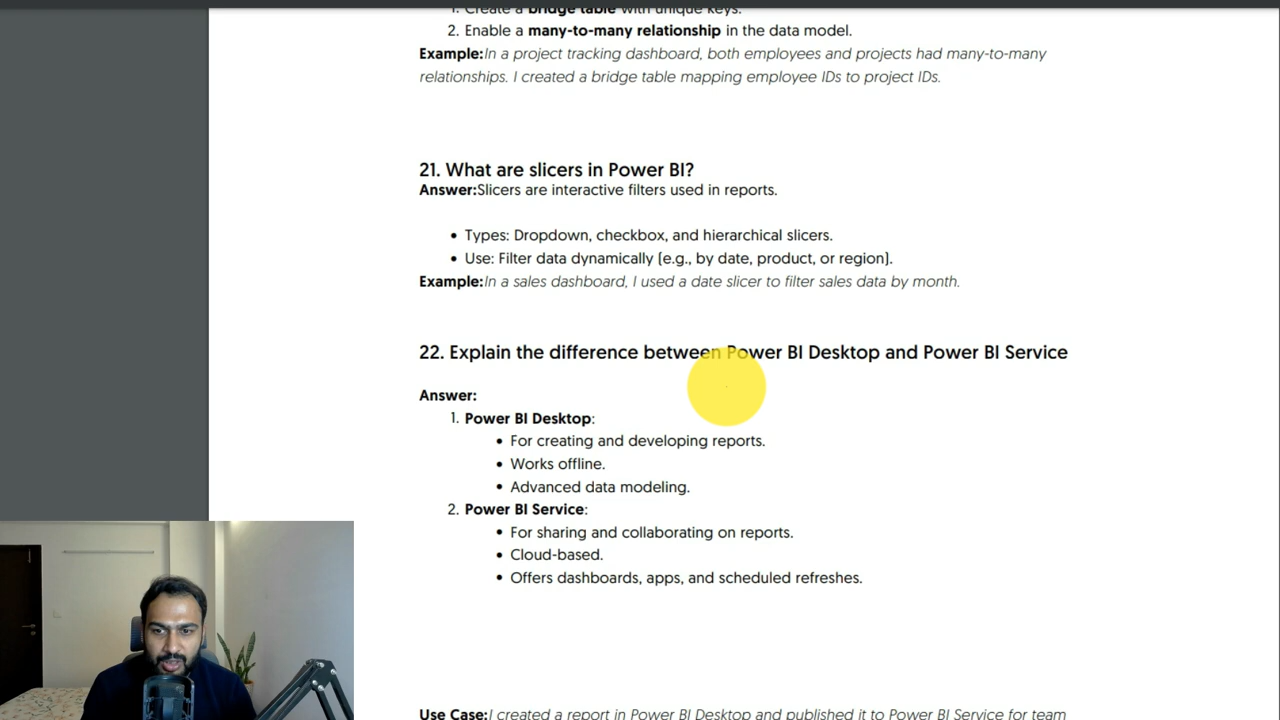 1. Create a bridge table with unique keys.
2. Enable a many-to-many relationship in the data model.
Example:In a project tracking dashboard, both employees and projects had many-to-many
relationships. I created a bridge table mapping employee IDs to project IDs.
21. What are slicers in Power BI?
Answer:Slicers are interactive filters used in reports.
• Types: Dropdown, checkbox, and hierarchical slicers.
• Use: Filter data dynamically (e.g., by date, product, or region).
Example:In a sales dashboard, I used a date slicer to filter sales data by month.
22. Explain the difference between Power BI Desktop and Power BI Service
Answer:
1. Power BI Desktop:
• For creating and developing reports.
• Works offline.
• Advanced data modeling.
2. Power BI Service:
• For sharing and collaborating on reports.
• Cloud-based.
• Offers dashboards, apps, and scheduled refreshes.
Use Case:I created a report in Power BI Desktop and published it to Power BI Service for team